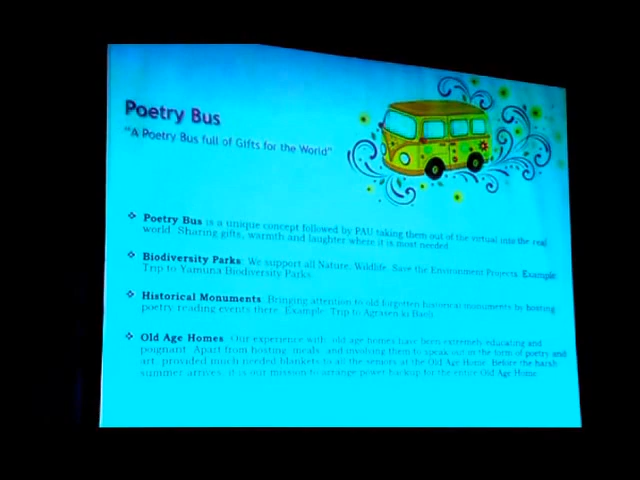 Poetry Bus
"A Poetry Bus full of Gifts for the World"
Poetry Bus is a unique concept followed by PAU taking them out of the virtual into the real
world. Sharing gifts, warmth and laughter where it is most needed
Biodiversity Parks: We support all Nature, Wildlife, Save the Environment Projects. Example:
Trip to Yamuna Biodiversity Parks.
Historical Monuments: Bringing attention to old forgotten historical monuments by hosting
poetry reading events there. Example: Trip to Agrasen ki Baoli
Old Age Homes: Our experience with old age homes have been extremely educating and
poignant. Apart from hosting meals, and involving them to speak out in the form of poetry and
art, provided much needed blankets to all the seniors at the Old Age Home. Before the harsh
summer arrives, it is our mission to arrange power backup for the entire Old Age Home.